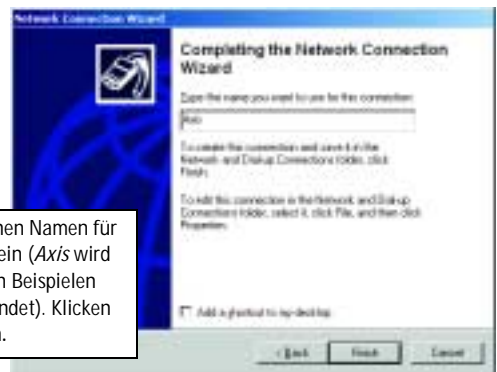 Network Connection Wizard
Completing the Network Connection
Wizard
Type the name you want to use for this connection:
Axis
To create this connection and save it in the
Network and Dial-up Connections folder, click
Finish.
To edit this connection in the Network and Dial-up
Connections folder, select it, click File, and then click
Properties.
Add a shortcut to my desktop
< Back
Finish
Cancel
nen Namen für
ein (Axis wird
n Beispielen
ndet). Klicken